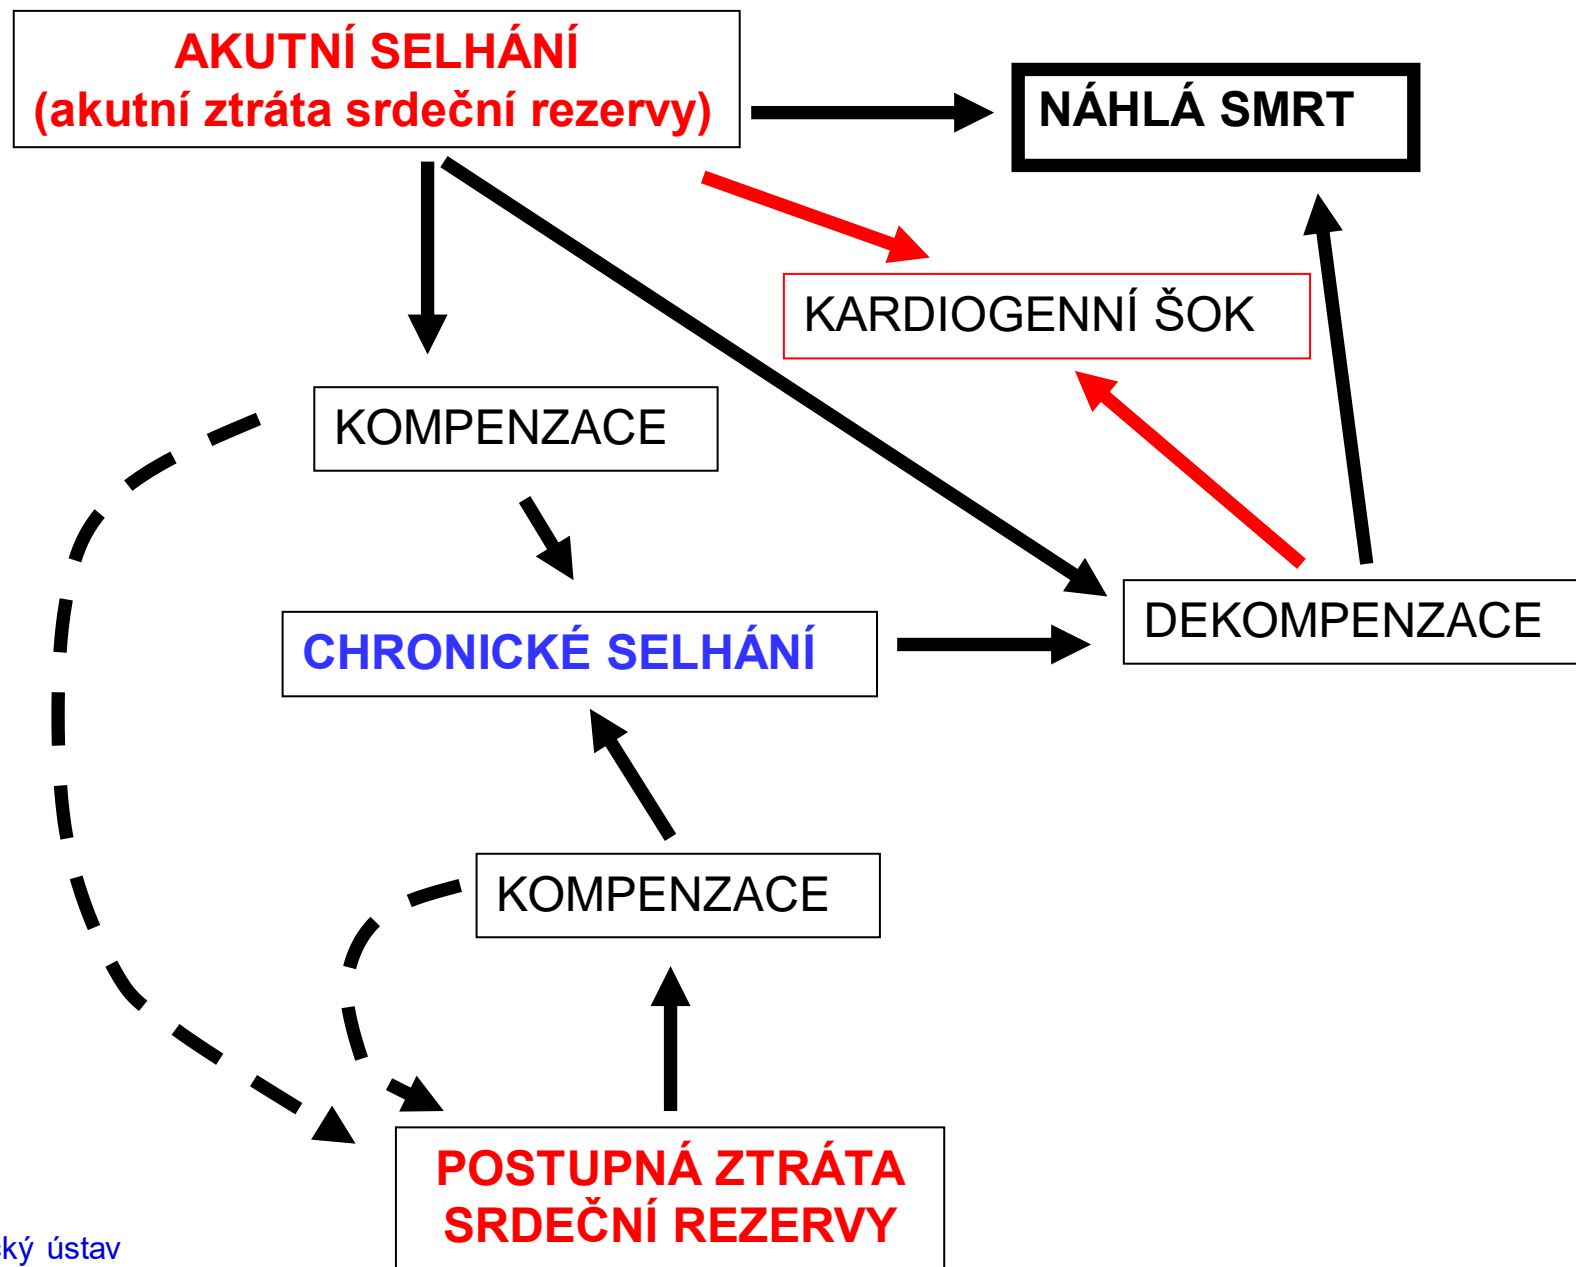 AKUTNÍ SELHÁNÍ
(akutní ztráta srdeční rezervy)
NÁHLÁ SMRT
KARDIOGENNÍ ŠOK
KOMPENZACE
DEKOMPENZACE
CHRONICKÉ SELHÁNÍ
KOMPENZACE
POSTUPNÁ ZTRÁTA
SRDEČNÍ REZERVY
ústav